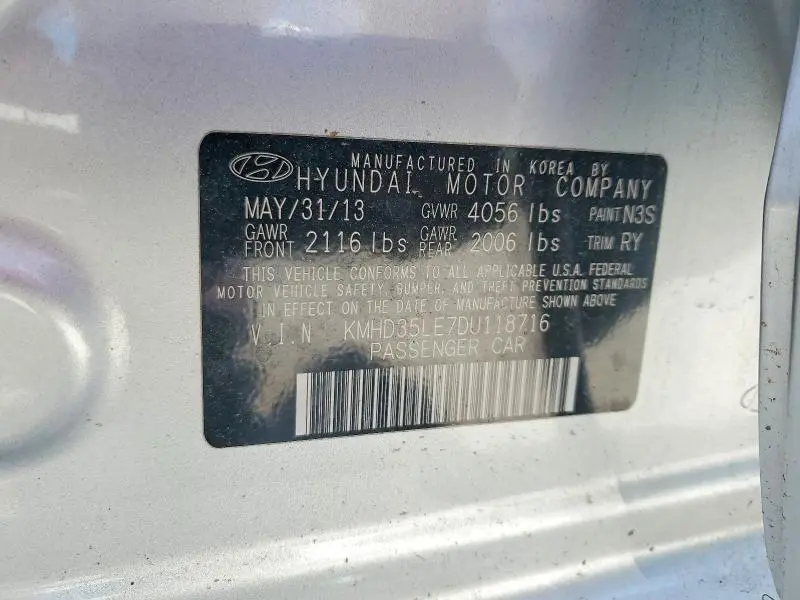 MANUFACTURED IN KOREA BY
HYUNDAI MOTOR COMPANY
MAY/31/13 GVWR 4056 lbs PAINT N3S
GAWR FRONT 2116 lbs GAWR REAR 2006 lbs TRIM RY
THIS VEHICLE CONFORMS TO ALL APPLICABLE U.S.A. FEDERAL
MOTOR VEHICLE SAFETY, BUMPER, AND THEFT PREVENTION STANDARDS
IN EFFECT ON THE DATE OF MANUFACTURE SHOWN ABOVE
V.I.N KMHD35LE7DU118716
PASSENGER CAR